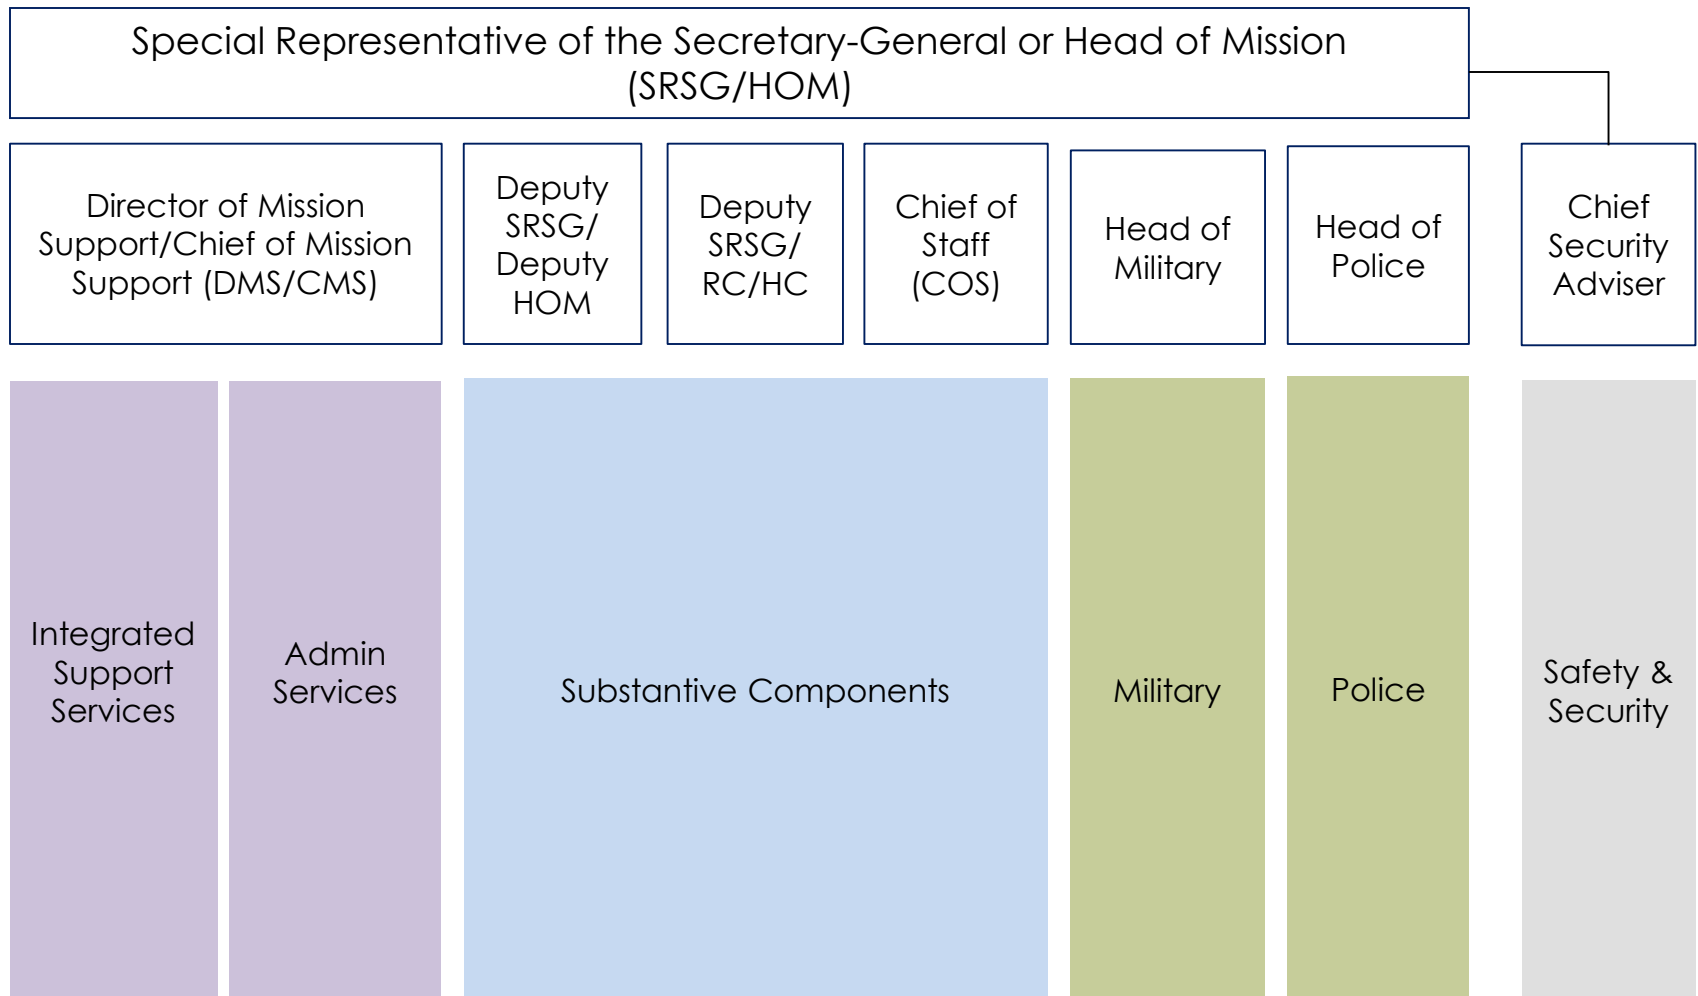 Special Representative of the Secretary-General or Head of Mission
(SRSG/HOM)
Director of Mission
Support/Chief of Mission
Support (DMS/CMS)
Deputy
SRSG/
Deputy
HOM
Deputy
SRSG/
RC/HC
Chief of
Staff
(COS)
Head of
Military
Head of
Police
Chief
Security
Adviser
Integrated
Support
Services
Admin
Services
Substantive Components
Military
Police
Safety &
Security